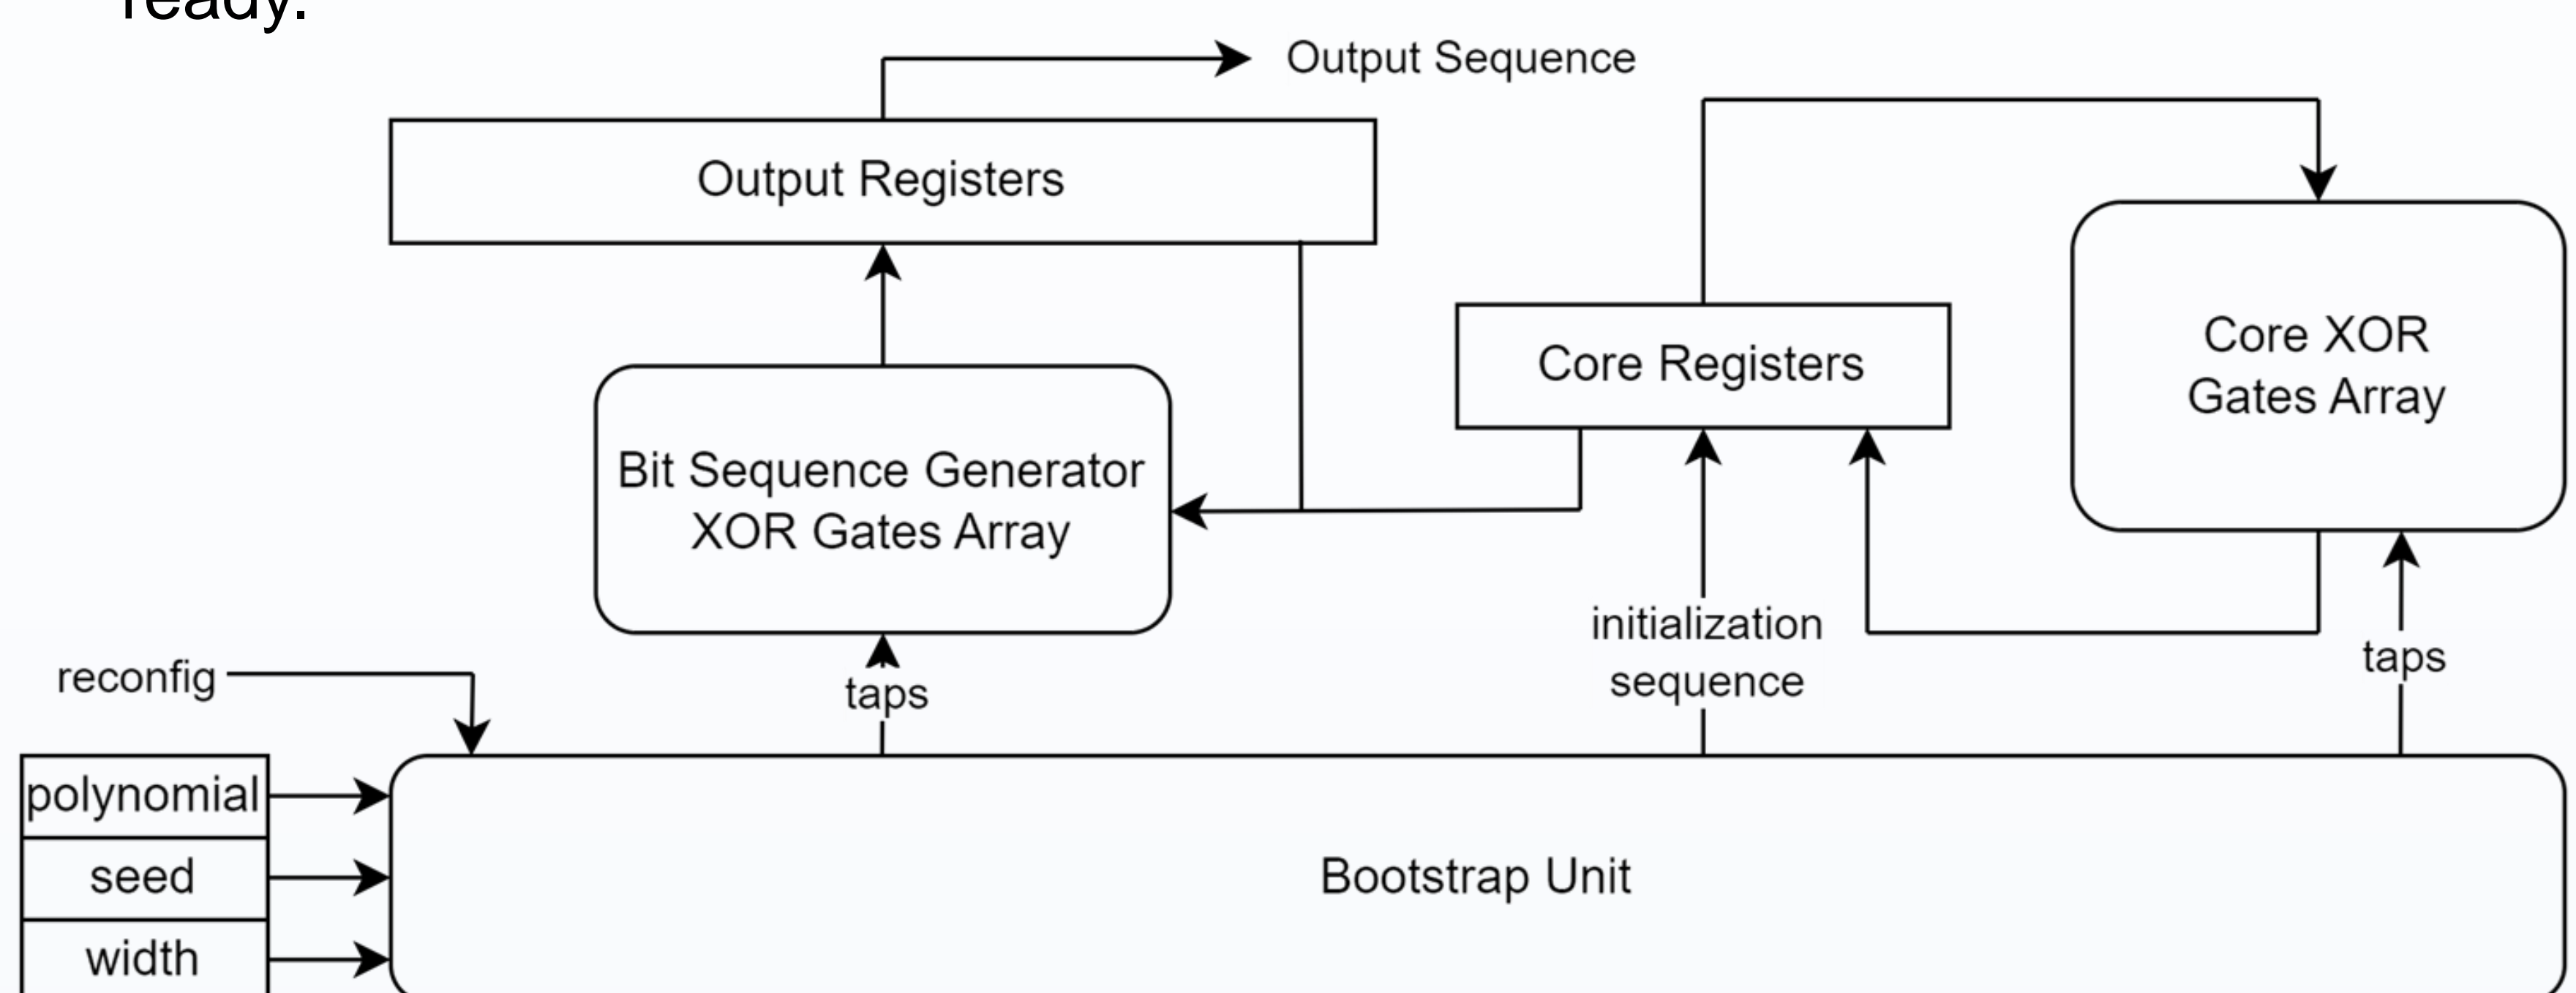 ready.
Output Sequence
Output Registers
Core Registers
Core XOR
Gates Array
Bit Sequence Generator
XOR Gates Array
initialization
sequence
taps
reconfig
taps
polynomial
seed
width
Bootstrap Unit